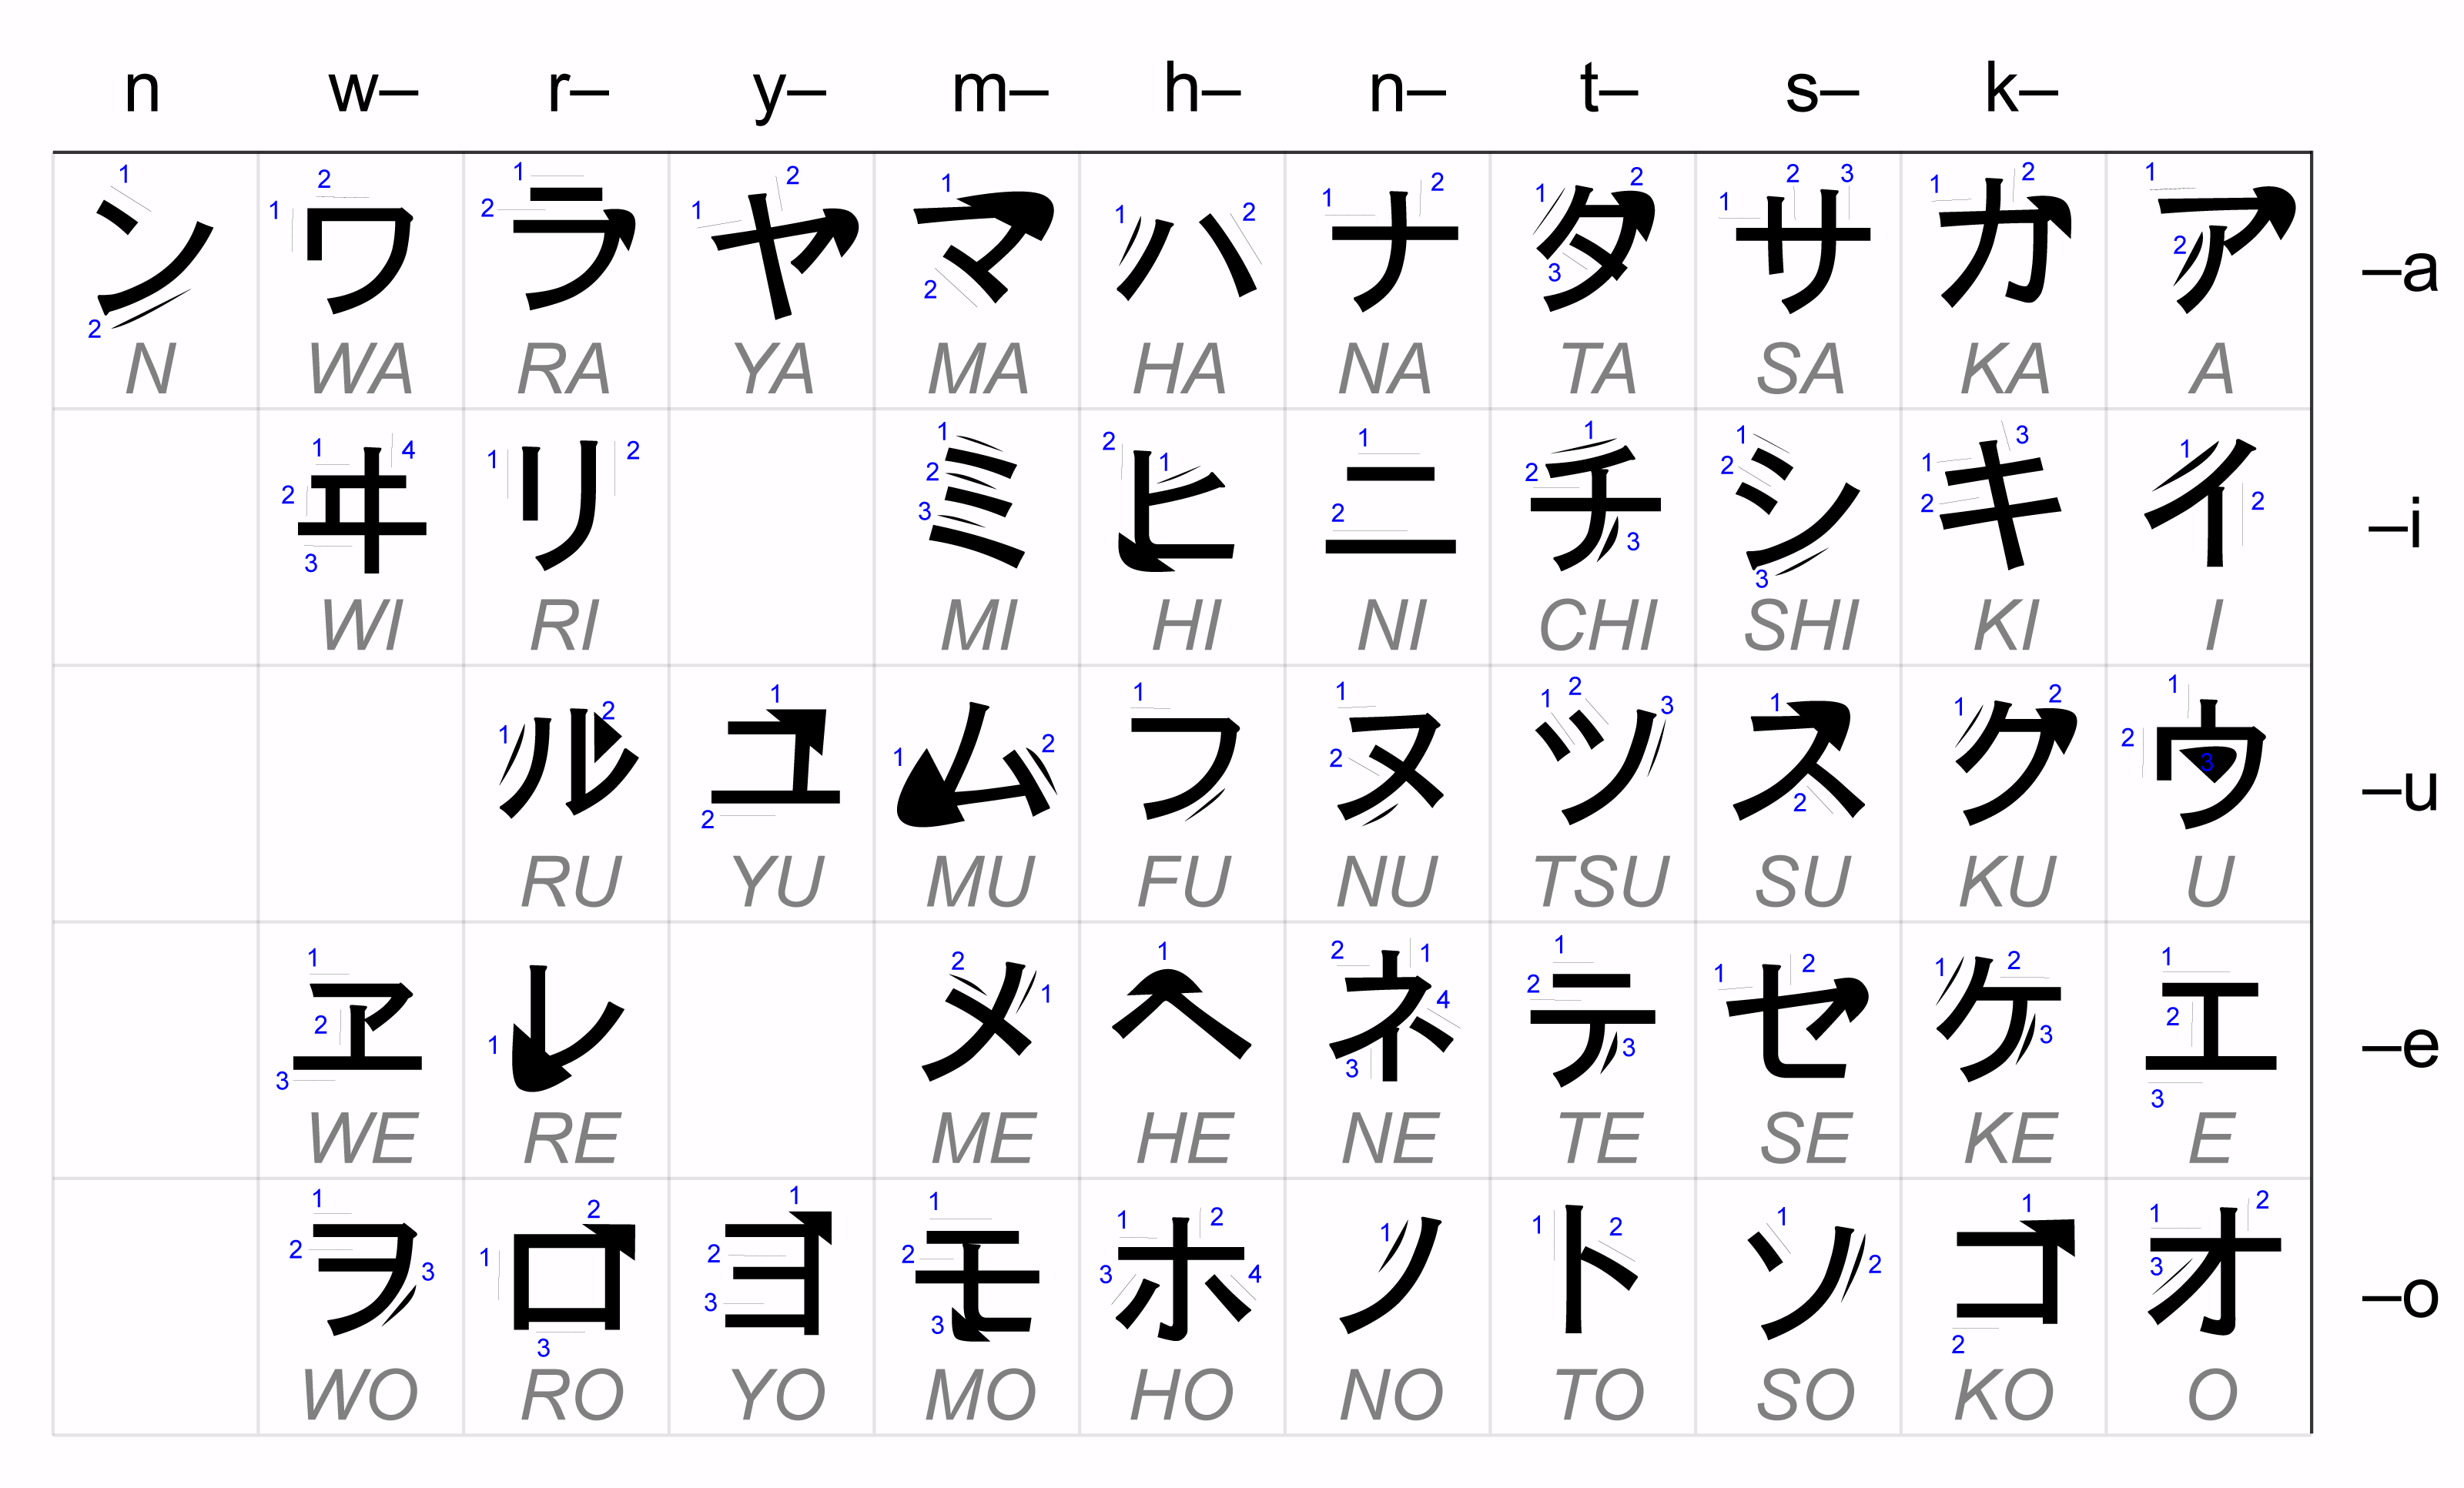 n w– r– y– m– h– n– t– s– k–
ン ワ ラ ヤ マ ハ ナ タ サ カ ア –a
N WA RA YA MA HA NA TA SA KA A
ヰ リ ミ ヒ ニ チ シ キ イ –i
WI RI MI HI NI CHI SHI KI I
ル ユ ム フ ヌ ツ ス ク ウ –u
RU YU MU FU NU TSU SU KU U
ヱ レ メ ヘ ネ テ セ ケ エ –e
WE RE ME HE NE TE SE KE E
ヲ ロ ヨ モ ホ ノ ト ソ コ オ –o
WO RO YO MO HO NO TO SO KO O